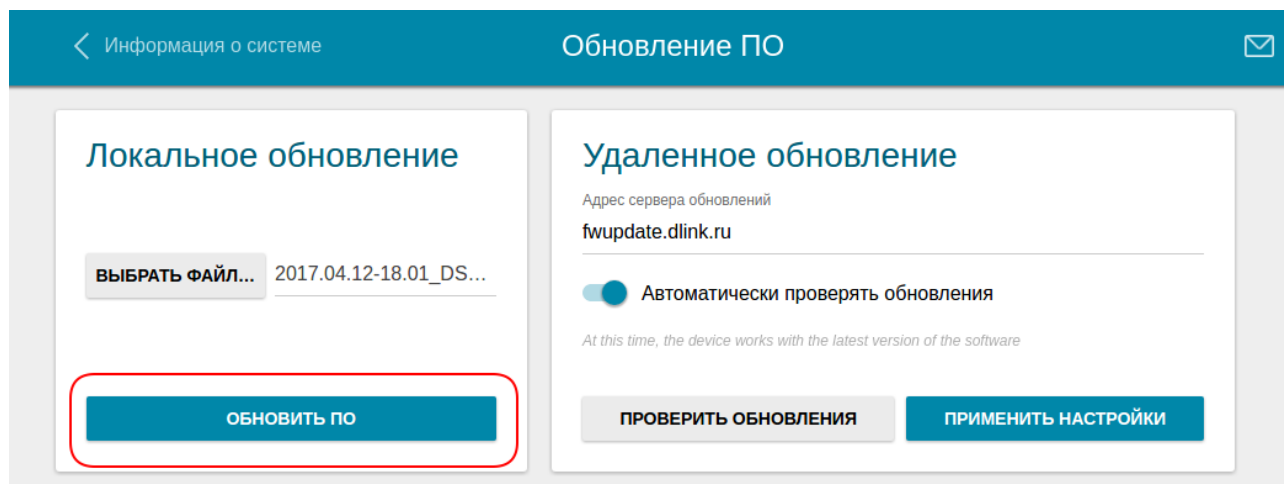 Информация о системе
Обновление ПО
Локальное обновление
ВЫБРАТЬ ФАЙЛ...
2017.04.12-18.01_DS...
ОБНОВИТЬ ПО
Удаленное обновление
Адрес сервера обновлений
fwupdate.dlink.ru
Автоматически проверять обновления
At this time, the device works with the latest version of the software
ПРОВЕРИТЬ ОБНОВЛЕНИЯ
ПРИМЕНИТЬ НАСТРОЙКИ